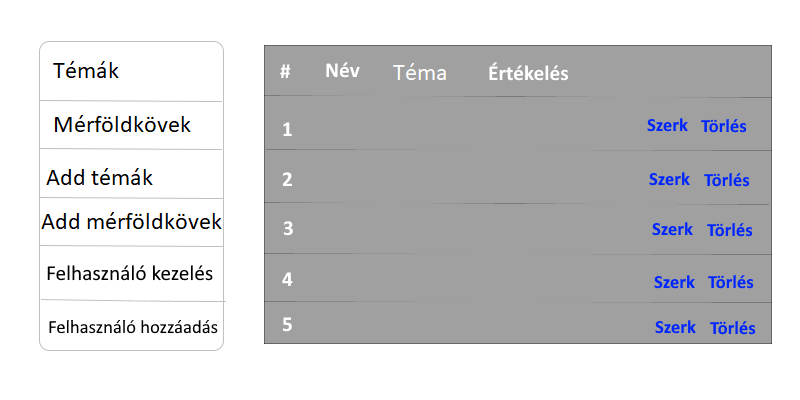 Témák
Mérföldkövek
Add témák
Add mérföldkövek
Felhasználó kezelés
Felhasználó hozzáadás
# Név Téma Értékelés
1 Szerk Törlés
2 Szerk Törlés
3 Szerk Törlés
4 Szerk Törlés
5 Szerk Törlés